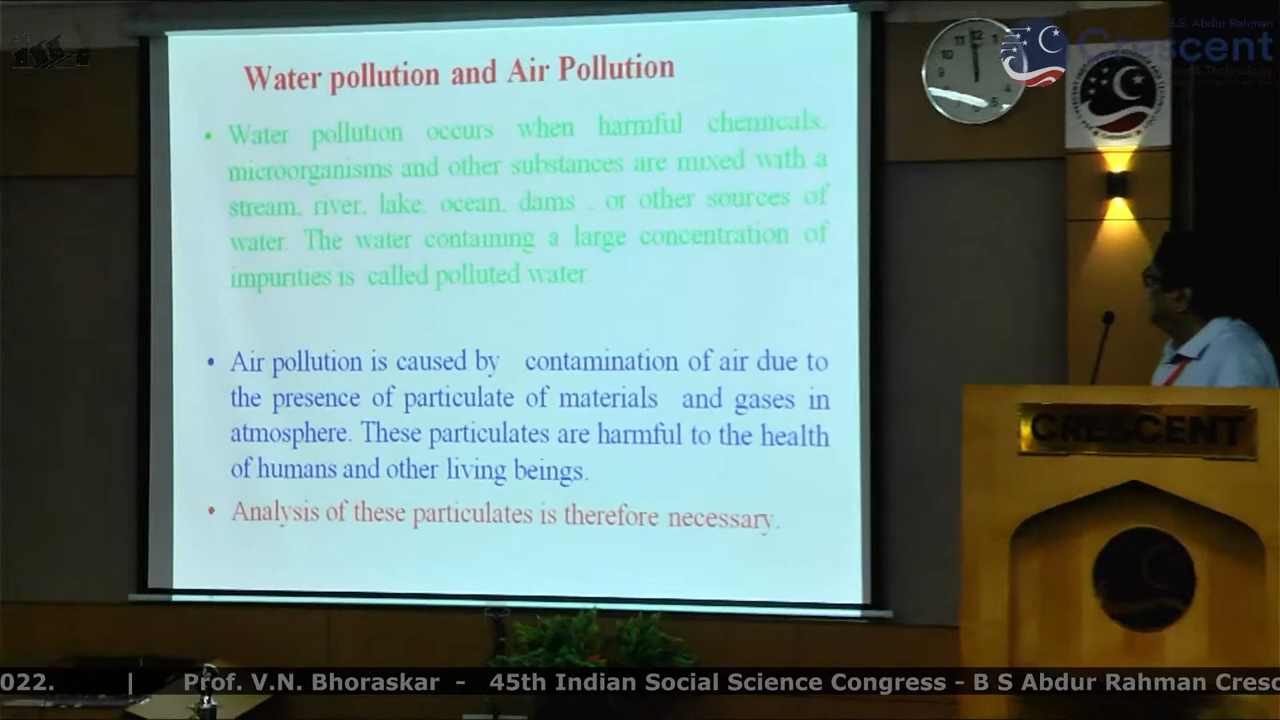 Water pollution and Air Pollution
• Water pollution occurs when harmful chemicals,
microorganisms and other substances are mixed with a
stream, river, lake, ocean, dams , or other sources of
water. The water containing a large concentration of
impurities is called polluted water.
• Air pollution is caused by contamination of air due to
the presence of particulate of materials and gases in
atmosphere. These particulates are harmful to the health
of humans and other living beings.
• Analysis of these particulates is therefore necessary.
B.S. Abdur Rahman
Crescent
CRESCENT
022. | Prof. V.N. Bhoraskar - 45th Indian Social Science Congress - B S Abdur Rahman Cresc